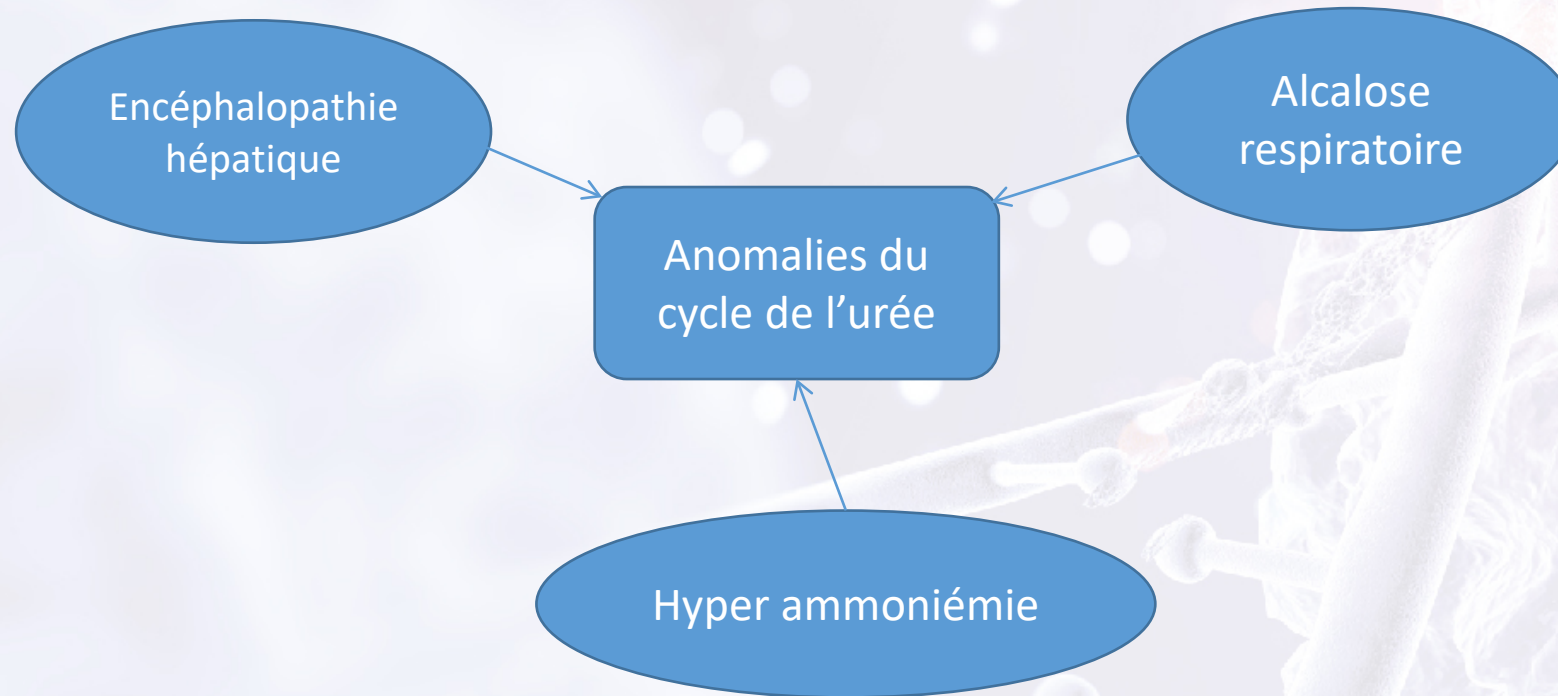 Encéphalopathie
hépatique
Alcalose
respiratoire
Anomalies du
cycle de l’urée
Hyper ammoniémie